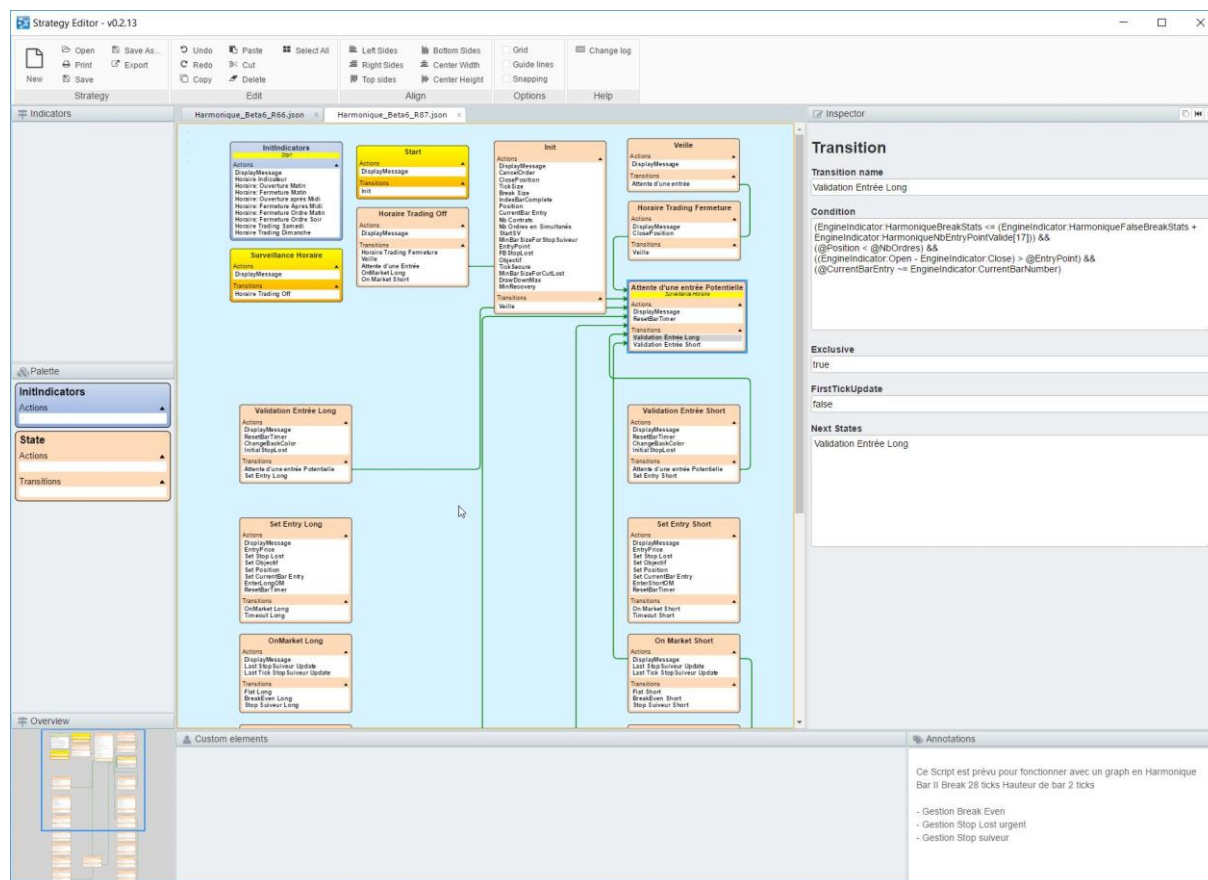 Strategy Editor - v0.2.13
New
Open
Print
Save
Save As...
Export
Strategy
Undo
Redo
Copy
Paste
Cut
Delete
Select All
Edit
Left Sides
Right Sides
Top sides
Bottom Sides
Center Width
Center Height
Align
Grid
Guide lines
Snapping
Options
Change log
Help
Indicators
Harmonique_Beta6_R66.json x
Harmonique_Beta6_R87.json x
InitIndicators
Start
Actions
DisplayMessage
Horaire Indicateur
Horaire: Ouverture Matin
Horaire: Fermeture Matin
Horaire: Ouverture apres Midi
Horaire: Fermeture Apres Midi
Horaire: Fermeture Ordre Matin
Horaire: Fermeture Ordre Soir
Horaire Trading Samedi
Horaire Trading Dimanche
Surveillance Horaire
Actions
DisplayMessage
Transitions
Horaire Trading Off
Start
Actions
DisplayMessage
Transitions
Init
Horaire Trading Off
Actions
DisplayMessage
Transitions
Horaire Trading Fermeture
Veille
Attente d'une Entrée
OnMarket Long
On Market Short
Init
Actions
DisplayMessage
CancelOrder
ClosePosition
TickSize
Break Size
IndexBarComplete
Position
CurrentBar Entry
Nb Contrats
Nb Ordres en Simultanés
StartSV
MinBarSizeForStopSuiveur
EntryPoint
FBStopLost
Objectif
TickSecure
MinBarSizeForCutLost
DrawDownMax
MinRecovery
Transitions
Veille
Veille
Actions
DisplayMessage
Transitions
Attente d'une entrée
Horaire Trading Fermeture
Actions
DisplayMessage
ClosePosition
Transitions
Veille
Attente d'une entrée Potentielle
Surveillance Horaire
Actions
DisplayMessage
ResetBarTimer
Transitions
Validation Entrée Long
Validation Entrée Short
Validation Entrée Long
Actions
DisplayMessage
ResetBarTimer
ChangeBackColor
InitialStopLost
Transitions
Attente d'une entrée Potentielle
Set Entry Long
Validation Entrée Short
Actions
DisplayMessage
ResetBarTimer
ChangeBackColor
InitialStopLost
Transitions
Attente d'une entrée Potentielle
Set Entry Short
Set Entry Long
Actions
DisplayMessage
EntryPrice
Set Stop Lost
Set Objectif
Set Position
Set CurrentBar Entry
EnterLongOM
ResetBarTimer
Transitions
OnMarket Long
Timeout Long
Set Entry Short
Actions
DisplayMessage
EntryPrice
Set Stop Lost
Set Objectif
Set Position
Set CurrentBar Entry
EnterShortOM
ResetBarTimer
Transitions
On Market Short
Timeout Short
OnMarket Long
Actions
DisplayMessage
Last StopSuiveur Update
Last Tick StopSuiveur Update
Transitions
Flat Long
BreakEven Long
Stop Suiveur Long
On Market Short
Actions
DisplayMessage
Last StopSuiveur Update
Last Tick StopSuiveur Update
Transitions
Flat Short
BreakEven Short
Stop Suiveur Short
Palette
InitIndicators
Actions
State
Actions
Transitions
Overview
Inspector
Transition
Transition name
Validation Entrée Long
Condition
(EngineIndicator:HarmoniqueBreakStats <= (EngineIndicator:HarmoniqueFalseBreakStats +
EngineIndicator:HarmoniqueNbEntryPointValide[17])) &&
(@Position < @NbOrdres) &&
((EngineIndicator:Open - EngineIndicator:Close) > @EntryPoint) &&
(@CurrentBarEntry ~= EngineIndicator:CurrentBarNumber)
Exclusive
true
FirstTickUpdate
false
Next States
Validation Entrée Long
Custom elements
Annotations
Ce Script est prévu pour fonctionner avec un graph en Harmonique
Bar II Break 28 ticks Hauteur de bar 2 ticks
- Gestion Break Even
- Gestion Stop Lost urgent
- Gestion Stop suiveur